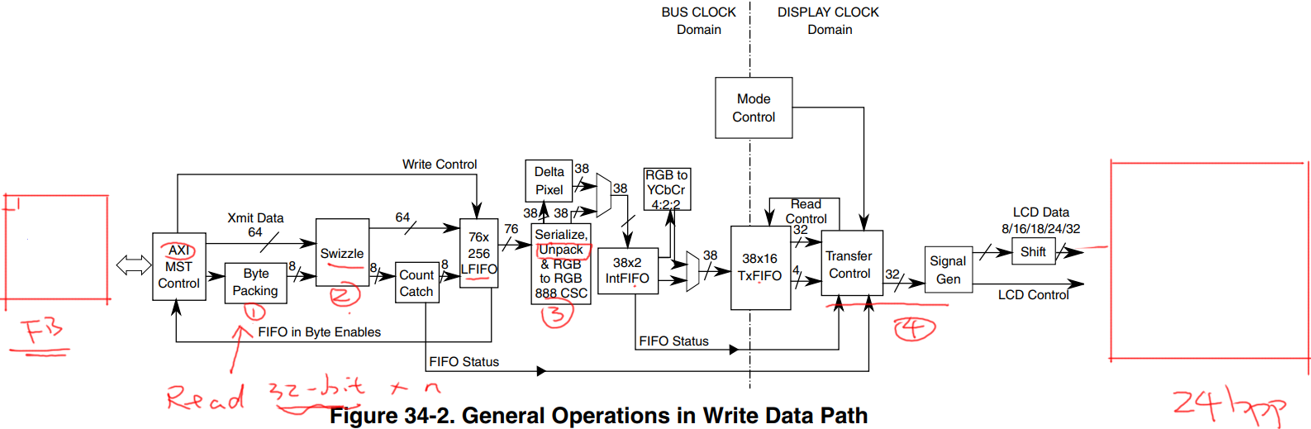 BUS CLOCK
Domain
DISPLAY CLOCK
Domain
Mode
Control
Write Control
Delta
Pixel
38
38
RGB to
YCbCr
4:2:2
Read
Control
Xmit Data
64
64
76x
256
LFIFO
76
38
38
Serialize,
Unpack
& RGB
to RGB
888 CSC
38x2
IntFIFO
38
38x16
TxFIFO
32
4
Transfer
Control
32
Signal
Gen
LCD Data
8/16/18/24/32
Shift
LCD Control
AXI
MST
Control
Byte
Packing
8
Swizzle
8
Count
Catch
8
①
②
③
④
FB
FIFO in Byte Enables
FIFO Status
FIFO Status
Read 32-bit x n
24bpp
Figure 34-2. General Operations in Write Data Path